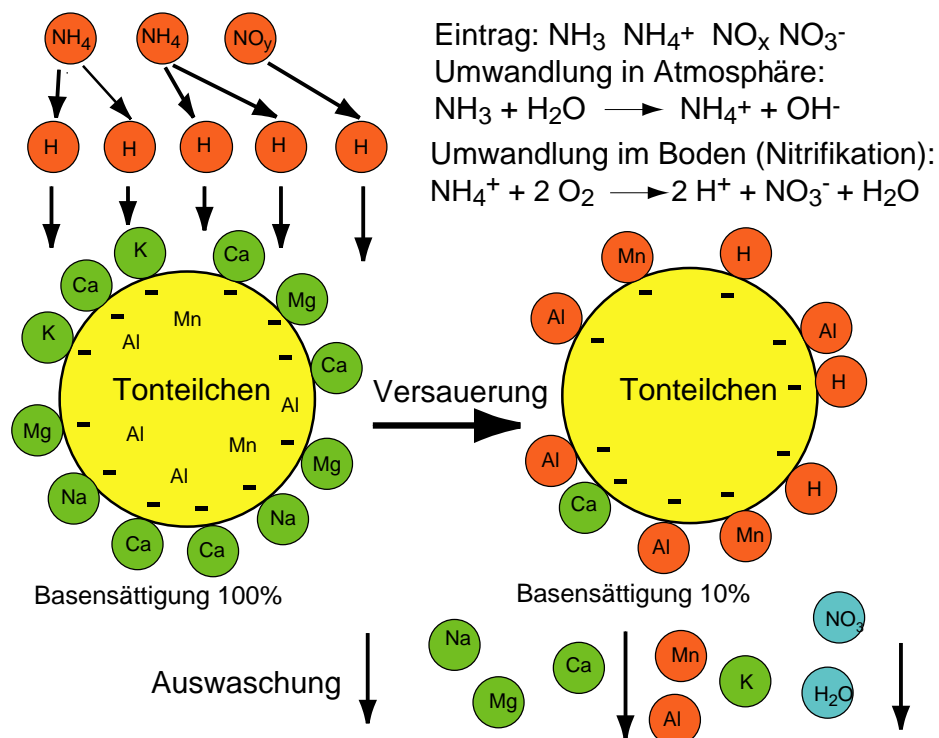 NH₄ NH₄ NOᵧ
H H H H H
Eintrag: NH₃ NH₄⁺ NOₓ NO₃⁻
Umwandlung in Atmosphäre:
NH₃ + H₂O → NH₄⁺ + OH⁻
Umwandlung im Boden (Nitrifikation):
NH₄⁺ + 2 O₂ → 2 H⁺ + NO₃⁻ + H₂O
K Ca
Ca Mg
K Ca
Mg Mg
Na Na
Ca Ca
Mn
Al
Tonteilchen
Al
Al Mn
Al
- - - - - - - - - - - -
Basensättigung 100%
Versauerung
Mn H
Al Al
H
Tonteilchen
Al H
Ca Mn
Al
- - - - - - - - - -
Basensättigung 10%
Auswaschung
Na Mg Ca Mn Al K NO₃ H₂O